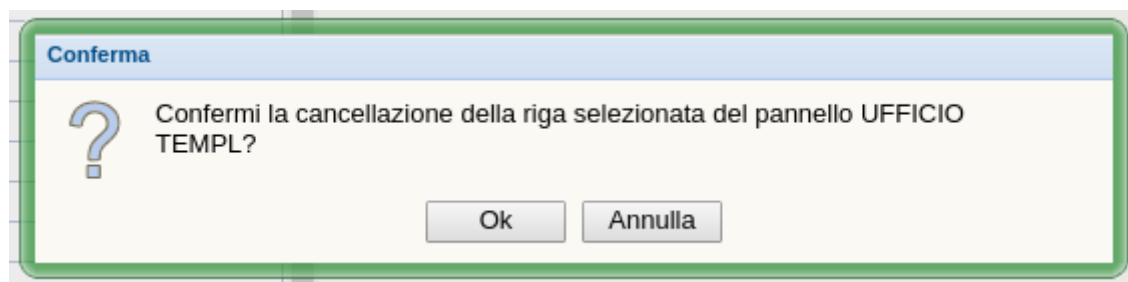 Conferma
Confermi la cancellazione della riga selezionata del pannello UFFICIO
TEMPL?
Ok Annulla